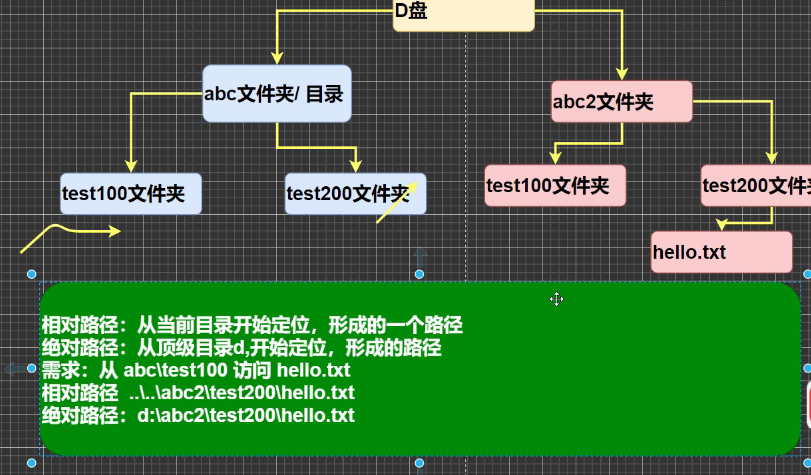 D盘
abc文件夹/ 目录
abc2文件夹
test100文件夹
test200文件夹
test100文件夹
test200文件夹
hello.txt
相对路径：从当前目录开始定位，形成的一个路径
绝对路径：从顶级目录d,开始定位，形成的路径
需求：从 abc\test100 访问 hello.txt
相对路径 ..\..\abc2\test200\hello.txt
绝对路径：d:\abc2\test200\hello.txt